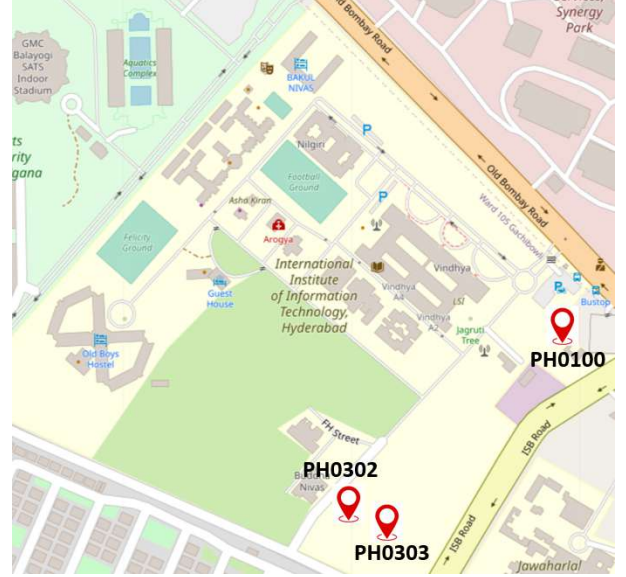 Services,
Synergy
Park
GMC
Balayogi
SATS
Indoor
Stadium
Aquatics
Complex
BAKUL
NIVAS
Old Bombay Road
Old Bombay Road
P
Nilgiri
Football
Ground
P
Asha Kiran
Arogya
Ward 105 Gachibowli
Felicity
Ground
Guest
House
International
Institute
of Information
Technology,
Hyderabad
Vindhya
Vindhya
A4
LSI
Vindhya
A2
Jagruti
Tree
Bustop
PH0100
Old Boys
Hostel
ISB Road
FH Street
PH0302
Nivas
PH0303
ISB Road
Jawaharlal